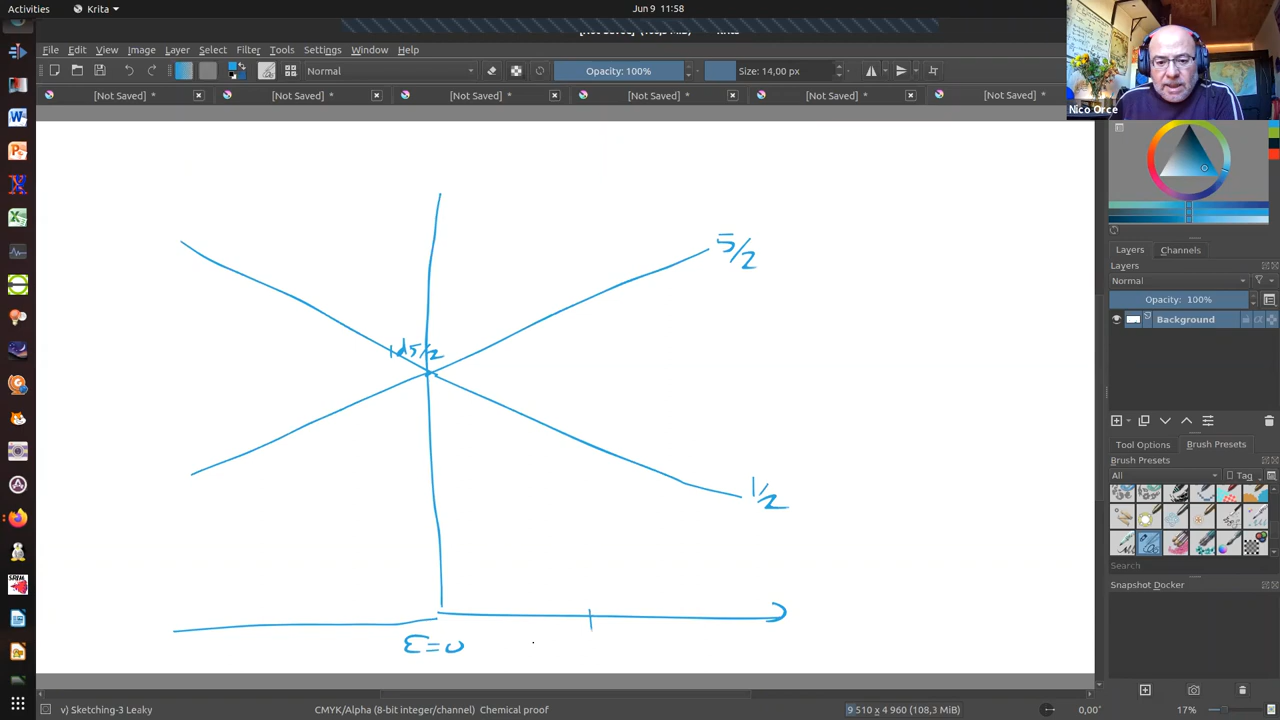 Activities
Krita
Jun 9 11:58
File Edit View Image Layer Select Filter Tools Settings Window Help
Normal
Opacity: 100%
Size: 14,00 px
[Not Saved] * [Not Saved] * [Not Saved] * [Not Saved] * [Not Saved] * [Not Saved] *
Nico Orce
5/2
1d5/2
1/2
ε=0
Layers Channels
Layers
Normal
Opacity: 100%
Background
Tool Options Brush Presets
Brush Presets
All
Tag
Search
Snapshot Docker
v) Sketching-3 Leaky
CMYK/Alpha (8-bit integer/channel) Chemical proof
9 510 x 4 960 (108,3 MiB)
0,00°
17%